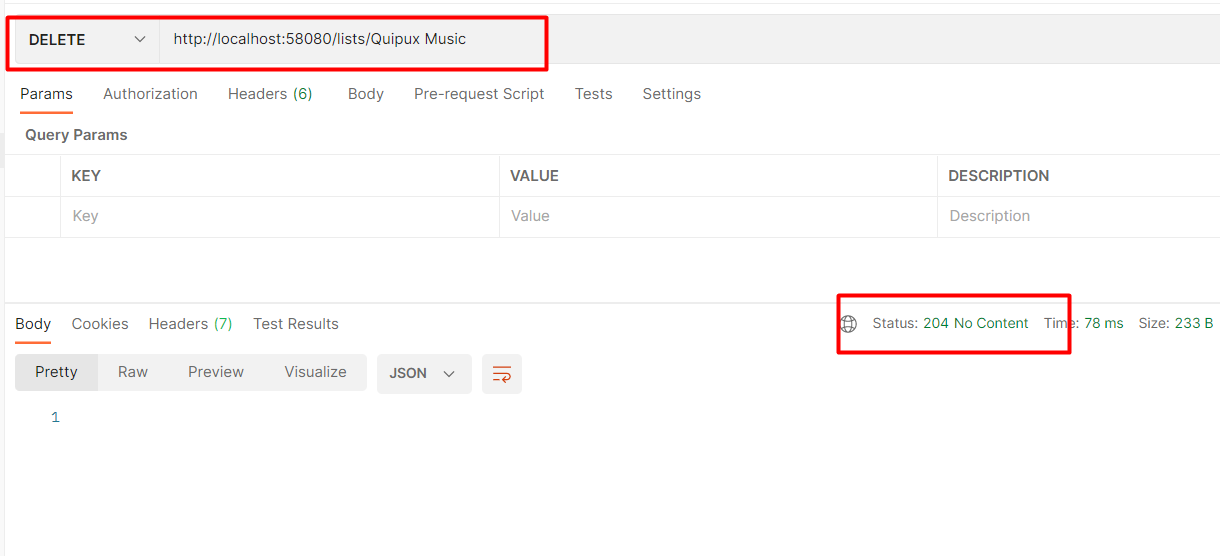 DELETE http://localhost:58080/lists/Quipux Music
Params Authorization Headers (6) Body Pre-request Script Tests Settings
Query Params
KEY VALUE DESCRIPTION
Key Value Description
Body Cookies Headers (7) Test Results Status: 204 No Content Time: 78 ms Size: 233 B
Pretty Raw Preview Visualize JSON
1